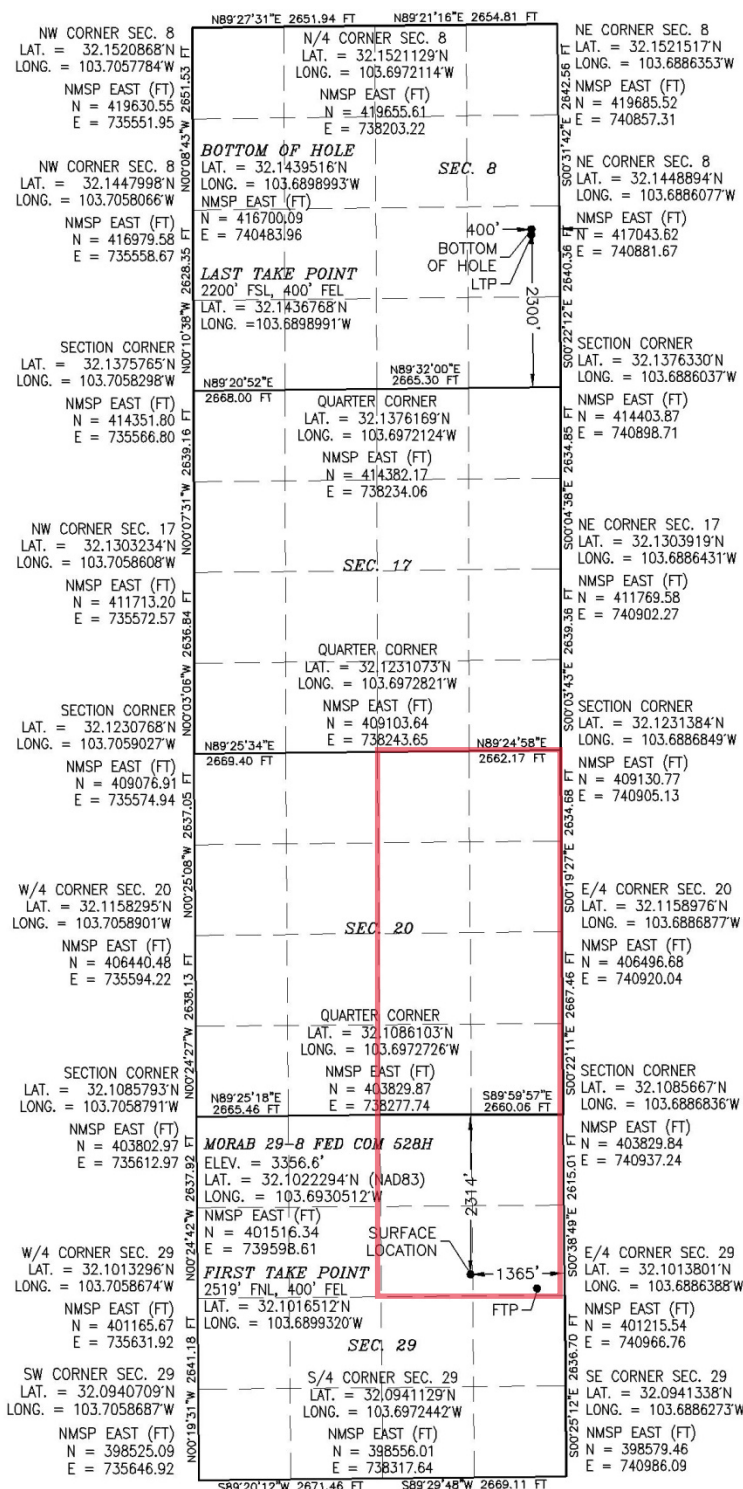 N89°27'31"E 2651.94 FT
N89°21'16"E 2654.81 FT
NW CORNER SEC. 8
LAT. = 32.1520868°N
LONG. = 103.7057784°W
NMSP EAST (FT)
N = 419630.55
E = 735551.95
N/4 CORNER SEC. 8
LAT. = 32.1521129°N
LONG. = 103.6972114°W
NMSP EAST (FT)
N = 419655.61
E = 738203.22
NE CORNER SEC. 8
LAT. = 32.1521517°N
LONG. = 103.6886353°W
NMSP EAST (FT)
N = 419685.52
E = 740857.31
N00°08'43"W 2651.53 FT
S00°31'42"E 2642.56 FT
BOTTOM OF HOLE
LAT. = 32.1439516°N
LONG. = 103.6898993°W
NMSP EAST (FT)
N = 416700.09
E = 740483.96
SEC. 8
NW CORNER SEC. 8
LAT. = 32.1447998°N
LONG. = 103.7058066°W
NMSP EAST (FT)
N = 416979.58
E = 735558.67
NE CORNER SEC. 8
LAT. = 32.1448894°N
LONG. = 103.6886077°W
NMSP EAST (FT)
N = 417043.62
E = 740881.67
400'
BOTTOM
OF HOLE
LTP
2300'
LAST TAKE POINT
2200' FSL, 400' FEL
LAT. = 32.1436768°N
LONG. =103.6898991°W
N00°10'38"W 2628.35 FT
S00°22'12"E 2640.36 FT
SECTION CORNER
LAT. = 32.1375765°N
LONG. = 103.7058298°W
NMSP EAST (FT)
N = 414351.80
E = 735566.80
N89°20'52"E
2668.00 FT
N89°32'00"E
2665.30 FT
QUARTER CORNER
LAT. = 32.1376169°N
LONG. = 103.6972124°W
NMSP EAST (FT)
N = 414382.17
E = 738234.06
SECTION CORNER
LAT. = 32.1376330°N
LONG. = 103.6886037°W
NMSP EAST (FT)
N = 414403.87
E = 740898.71
N00°07'31"W 2639.16 FT
S00°04'38"E 2634.85 FT
NW CORNER SEC. 17
LAT. = 32.1303234°N
LONG. = 103.7058608°W
NMSP EAST (FT)
N = 411713.20
E = 735572.57
SEC. 17
NE CORNER SEC. 17
LAT. = 32.1303919°N
LONG. = 103.6886431°W
NMSP EAST (FT)
N = 411769.58
E = 740902.27
N00°03'06"W 2636.84 FT
S00°03'43"E 2639.36 FT
QUARTER CORNER
LAT. = 32.1231073°N
LONG. = 103.6972821°W
NMSP EAST (FT)
N = 409103.64
E = 738243.65
SECTION CORNER
LAT. = 32.1230768°N
LONG. = 103.7059027°W
NMSP EAST (FT)
N = 409076.91
E = 735574.94
N89°25'34"E
2669.40 FT
N89°24'58"E
2662.17 FT
SECTION CORNER
LAT. = 32.1231384°N
LONG. = 103.6886849°W
NMSP EAST (FT)
N = 409130.77
E = 740905.13
N00°25'08"W 2637.05 FT
S00°19'27"E 2634.68 FT
W/4 CORNER SEC. 20
LAT. = 32.1158295°N
LONG. = 103.7058901°W
NMSP EAST (FT)
N = 406440.48
E = 735594.22
SEC. 20
E/4 CORNER SEC. 20
LAT. = 32.1158976°N
LONG. = 103.6886877°W
NMSP EAST (FT)
N = 406496.68
E = 740920.04
N00°24'27"W 2638.13 FT
S00°22'11"E 2667.46 FT
QUARTER CORNER
LAT. = 32.1086103°N
LONG. = 103.6972726°W
NMSP EAST (FT)
N = 403829.87
E = 738277.74
SECTION CORNER
LAT. = 32.1085793°N
LONG. = 103.7058791°W
NMSP EAST (FT)
N = 403802.97
E = 735612.97
N89°25'18"E
2665.46 FT
S89°59'57"E
2660.06 FT
SECTION CORNER
LAT. = 32.1085667°N
LONG. = 103.6886836°W
NMSP EAST (FT)
N = 403829.84
E = 740937.24
MORAB 29-8 FED COM 528H
ELEV. = 3356.6'
LAT. = 32.1022294°N (NAD83)
LONG. = 103.6930512°W
NMSP EAST (FT)
N = 401516.34
E = 739598.61
2314'
SURFACE
LOCATION
1365'
FTP
N00°24'42"W 2637.92 FT
S00°38'49"E 2615.01 FT
W/4 CORNER SEC. 29
LAT. = 32.1013296°N
LONG. = 103.7058674°W
NMSP EAST (FT)
N = 401165.67
E = 735631.92
FIRST TAKE POINT
2519' FNL, 400' FEL
LAT. = 32.1016512°N
LONG. = 103.6899320°W
E/4 CORNER SEC. 29
LAT. = 32.1013801°N
LONG. = 103.6886388°W
NMSP EAST (FT)
N = 401215.54
E = 740966.76
SEC. 29
N00°19'31"W 2641.18 FT
S00°25'12"E 2636.70 FT
SW CORNER SEC. 29
LAT. = 32.0940709°N
LONG. = 103.7058687°W
NMSP EAST (FT)
N = 398525.09
E = 735646.92
S/4 CORNER SEC. 29
LAT. = 32.0941129°N
LONG. = 103.6972442°W
NMSP EAST (FT)
N = 398556.01
E = 738317.64
SE CORNER SEC. 29
LAT. = 32.0941338°N
LONG. = 103.6886273°W
NMSP EAST (FT)
N = 398579.46
E = 740986.09
S89°20'12"W 2671.46 FT
S89°29'48"W 2669.11 FT